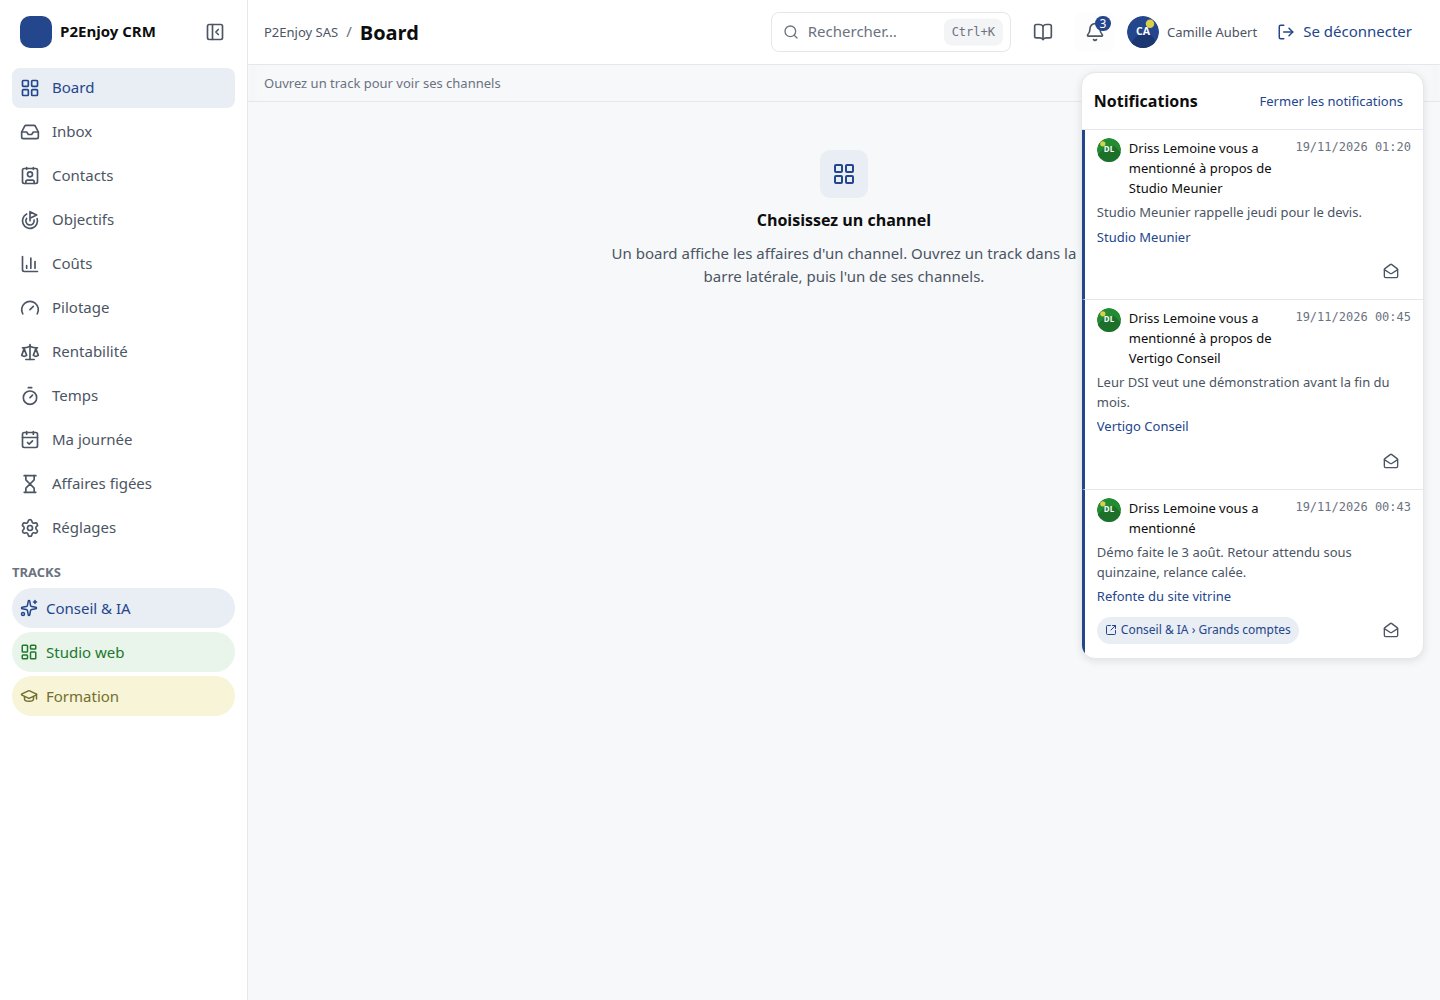 P2Enjoy CRM
Board
Inbox
Contacts
Objectifs
Coûts
Pilotage
Rentabilité
Temps
Ma journée
Affaires figées
Réglages
TRACKS
Conseil & IA
Studio web
Formation
P2Enjoy SAS / Board
Rechercher...
Ctrl+K
3
CA
Camille Aubert
Se déconnecter
Ouvrez un track pour voir ses channels
Choisissez un channel
Un board affiche les affaires d'un channel. Ouvrez un track dans la
barre latérale, puis l'un de ses channels.
Notifications
Fermer les notifications
DL
Driss Lemoine vous a
mentionné à propos de
Studio Meunier
19/11/2026 01:20
Studio Meunier rappelle jeudi pour le devis.
Studio Meunier
DL
Driss Lemoine vous a
mentionné à propos de
Vertigo Conseil
19/11/2026 00:45
Leur DSI veut une démonstration avant la fin du
mois.
Vertigo Conseil
DL
Driss Lemoine vous a
mentionné
19/11/2026 00:43
Démo faite le 3 août. Retour attendu sous
quinzaine, relance calée.
Refonte du site vitrine
Conseil & IA › Grands comptes